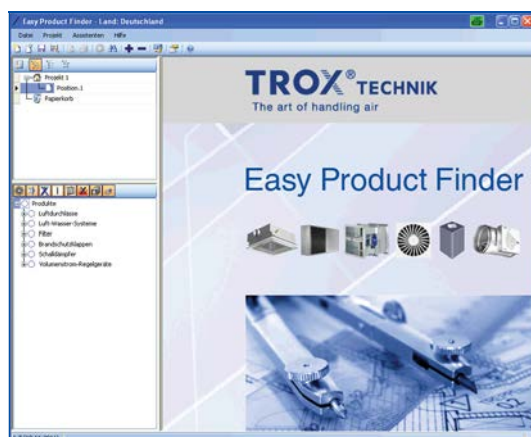 Easy Product Finder - Land: Deutschland
Datei Projekt Assistenten Hilfe
Projekt 1
Position.1
Papierkorb
Produkte
Luftdurchlässe
Luft-Wasser-Systeme
Filter
Brandschutzklappen
Schalldämpfer
Volumenstrom-Regelgeräte
TROX® TECHNIK
The art of handling air
Easy Product Finder